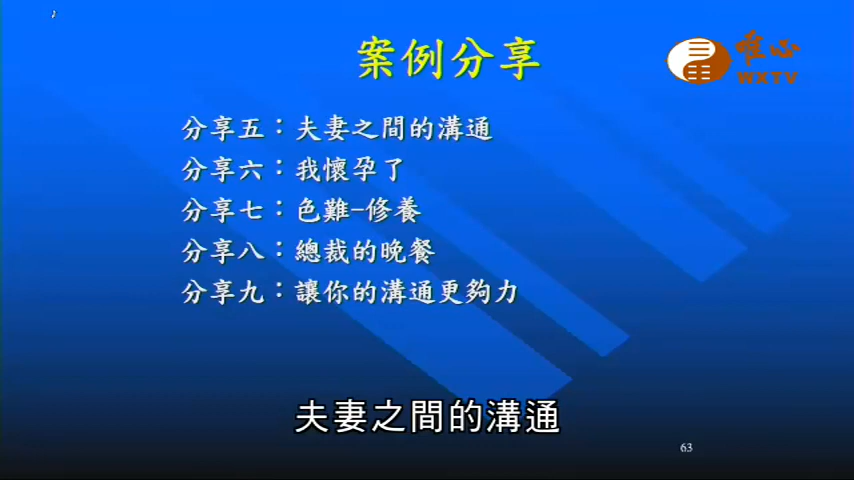 案例分享
唯心
WXTV
分享五：夫妻之間的溝通
分享六：我懷孕了
分享七：色難–修養
分享八：總裁的晚餐
分享九：讓你的溝通更夠力
夫妻之間的溝通
63